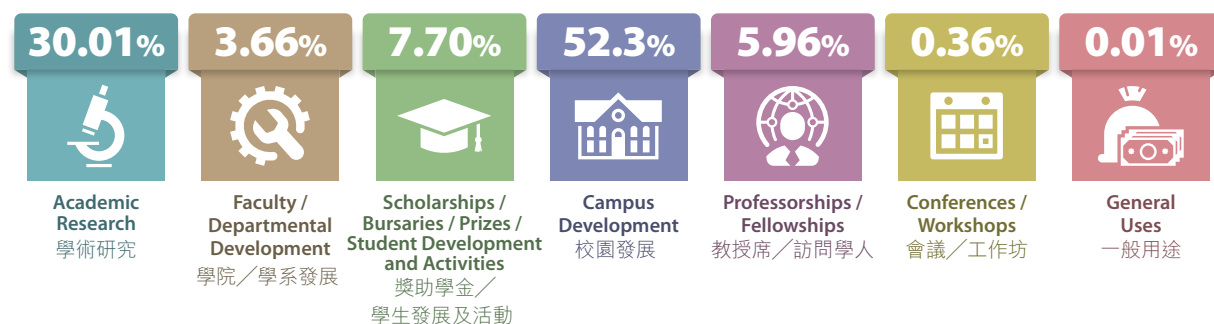 30.01%
3.66%
7.70%
52.3%
5.96%
0.36%
0.01%
Academic
Research
學術研究
Faculty /
Departmental
Development
學院／學系發展
Scholarships /
Bursaries / Prizes /
Student Development
and Activities
獎助學金／
學生發展及活動
Campus
Development
校園發展
Professorships /
Fellowships
教授席／訪問學人
Conferences /
Workshops
會議／工作坊
General
Uses
一般用途